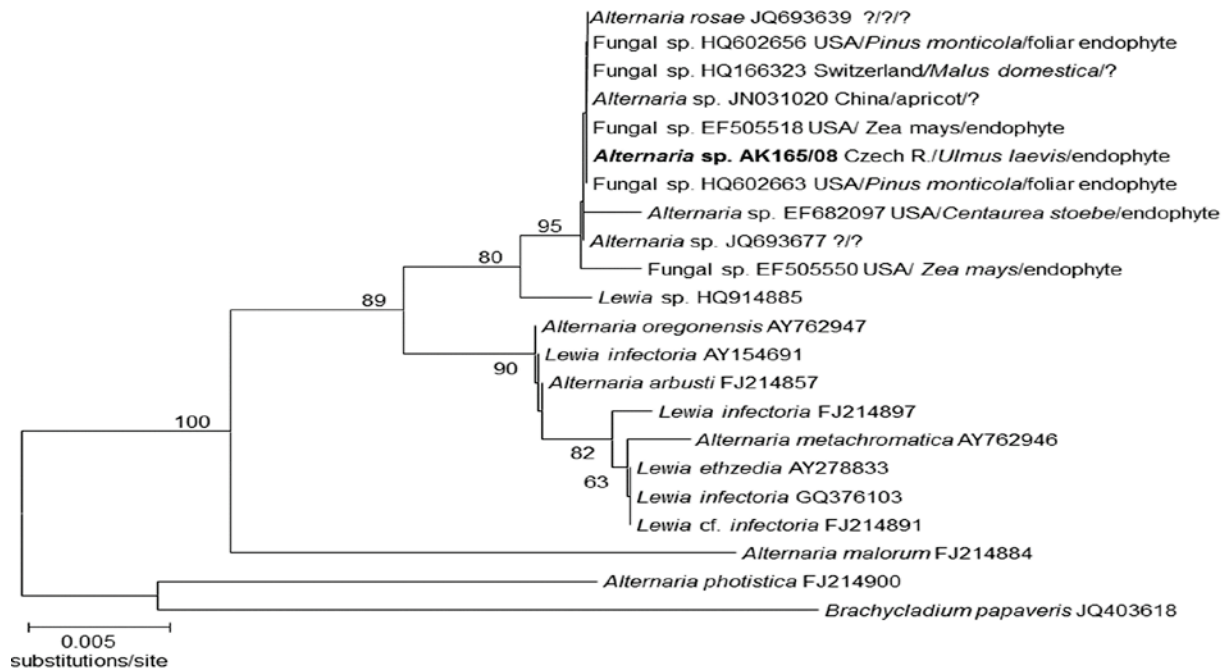 Alternaria rosae JQ693639 ?/?/?
Fungal sp. HQ602656 USA/Pinus monticola/foliar endophyte
Fungal sp. HQ166323 Switzerland/Malus domestica/?
Alternaria sp. JN031020 China/apricot/?
Fungal sp. EF505518 USA/ Zea mays/endophyte
Alternaria sp. AK165/08 Czech R./Ulmus laevis/endophyte
Fungal sp. HQ602663 USA/Pinus monticola/foliar endophyte
Alternaria sp. EF682097 USA/Centaurea stoebe/endophyte
95
Alternaria sp. JQ693677 ?/?
80
Fungal sp. EF505550 USA/ Zea mays/endophyte
89
Lewia sp. HQ914885
Alternaria oregonensis AY762947
Lewia infectoria AY154691
90
Alternaria arbusti FJ214857
Lewia infectoria FJ214897
100
Alternaria metachromatica AY762946
82
Lewia ethzedia AY278833
63
Lewia infectoria GQ376103
Lewia cf. infectoria FJ214891
Alternaria malorum FJ214884
Alternaria photistica FJ214900
Brachycladium papaveris JQ403618
0.005
substitutions/site